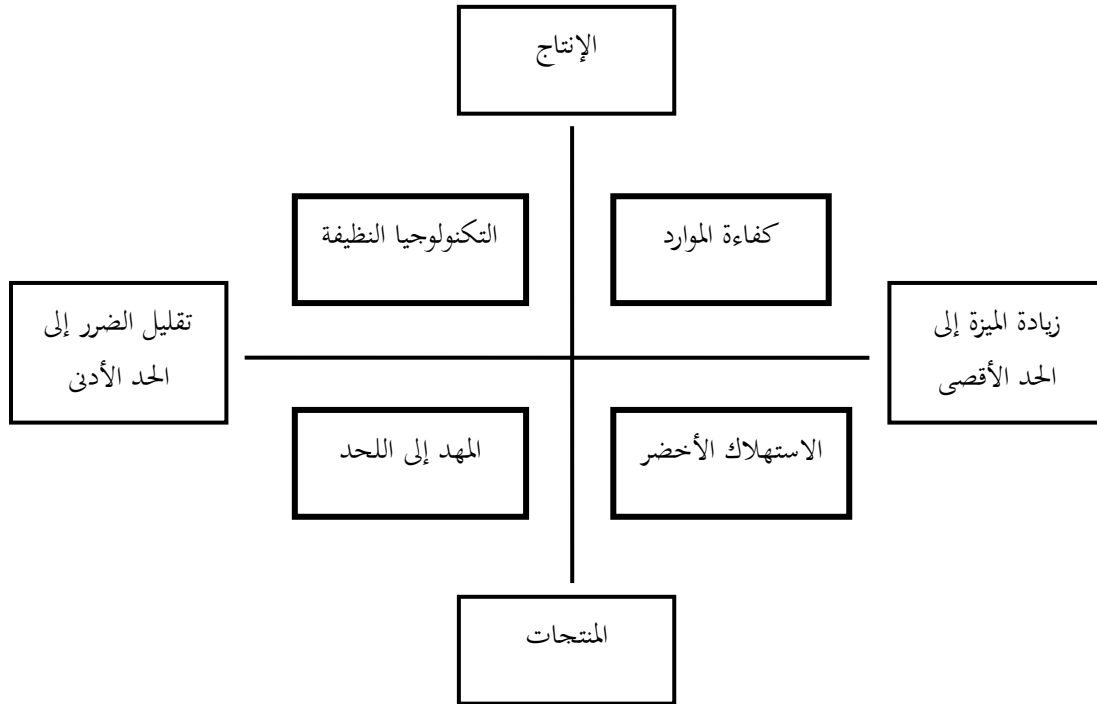 الإنتاج
كفاءة الموارد
التكنولوجيا النظيفة
زيادة الميزة إلى
الحد الأقصى
تقليل الضرر إلى
الحد الأدنى
الاستهلاك الأخضر
المهد إلى اللحد
المنتجات